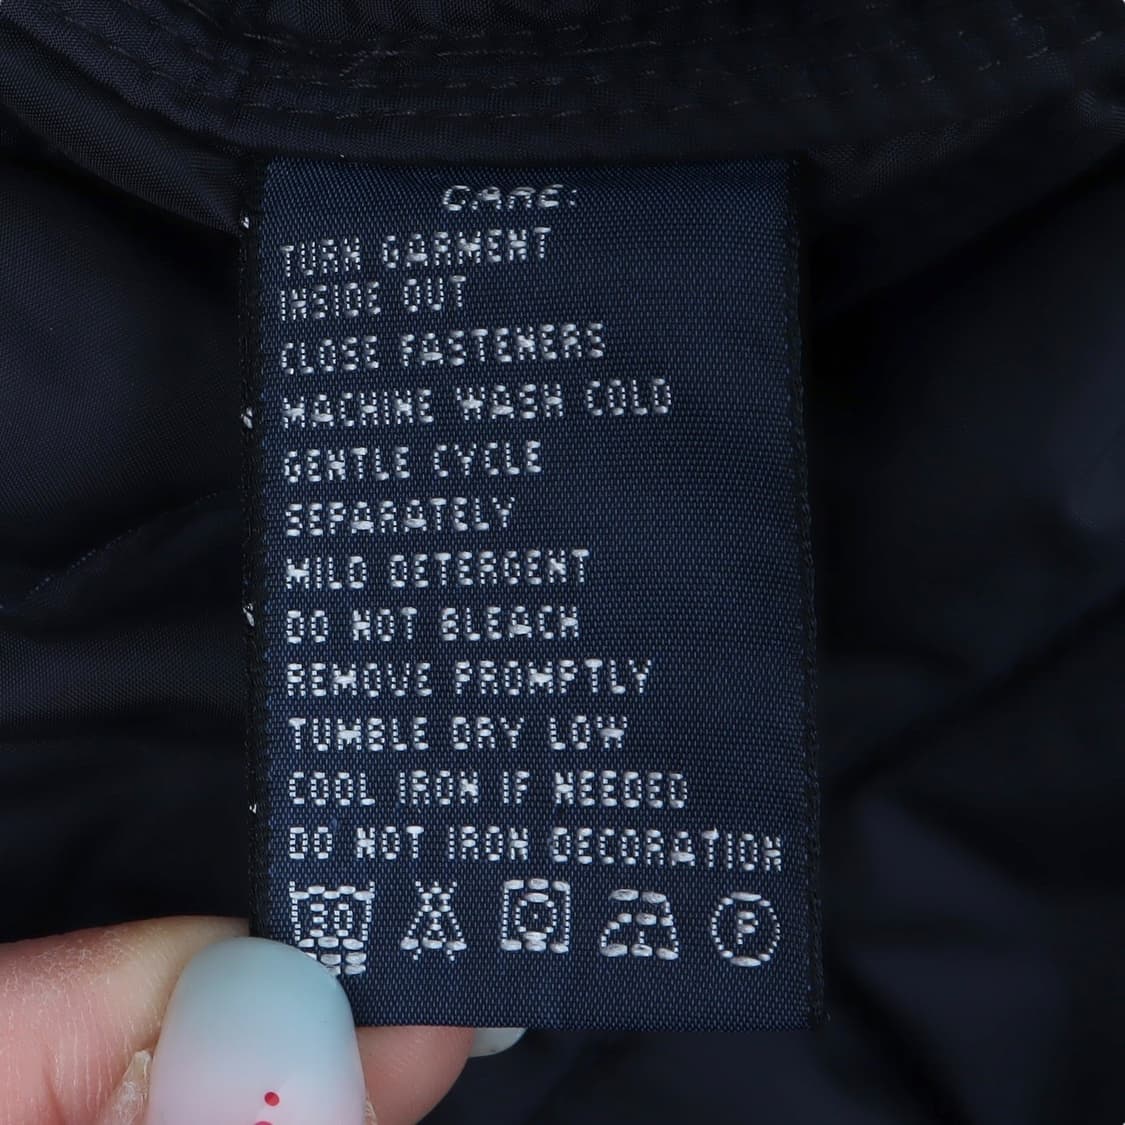 CARE:
TURN GARMENT
INSIDE OUT
CLOSE FASTENERS
MACHINE WASH COLD
GENTLE CYCLE
SEPARATELY
MILD DETERGENT
DO NOT BLEACH
REMOVE PROMPTLY
TUMBLE DRY LOW
COOL IRON IF NEEDED
DO NOT IRON DECORATION
30 F